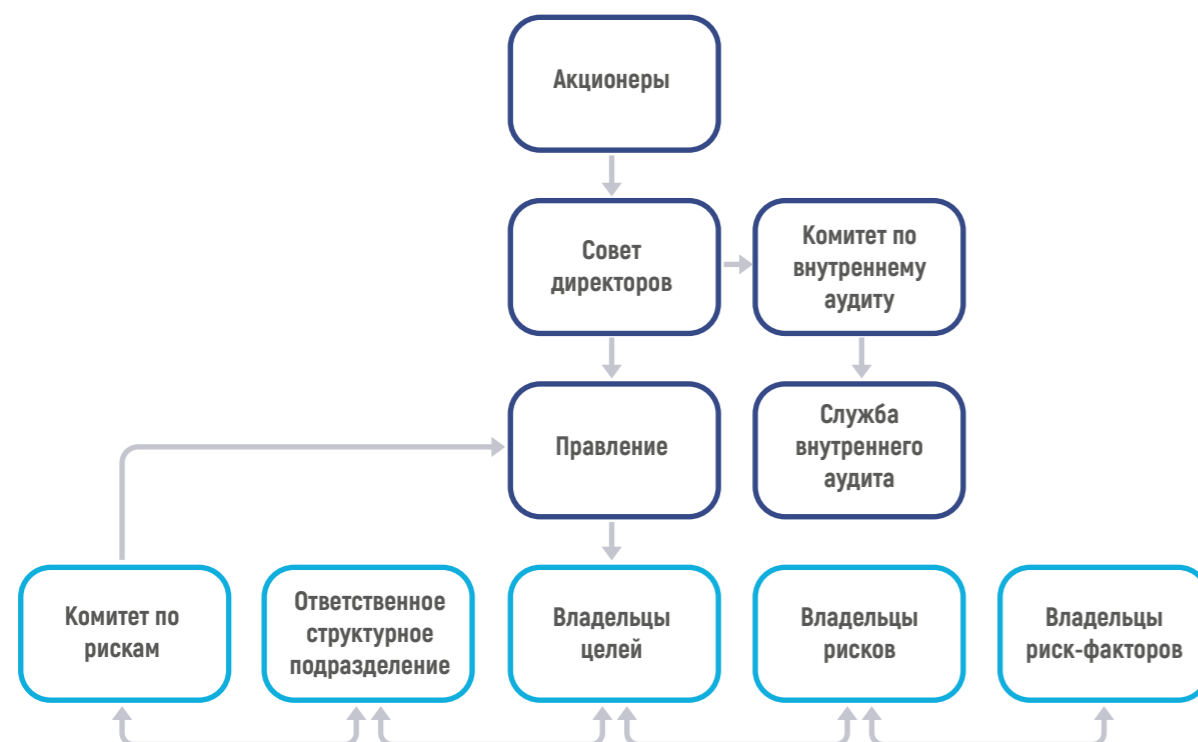 Акционеры
Совет
директоров
Комитет по
внутреннему
аудиту
Правление
Служба
внутреннего
аудита
Комитет по
рискам
Ответственное
структурное
подразделение
Владельцы
целей
Владельцы
рисков
Владельцы
риск-факторов